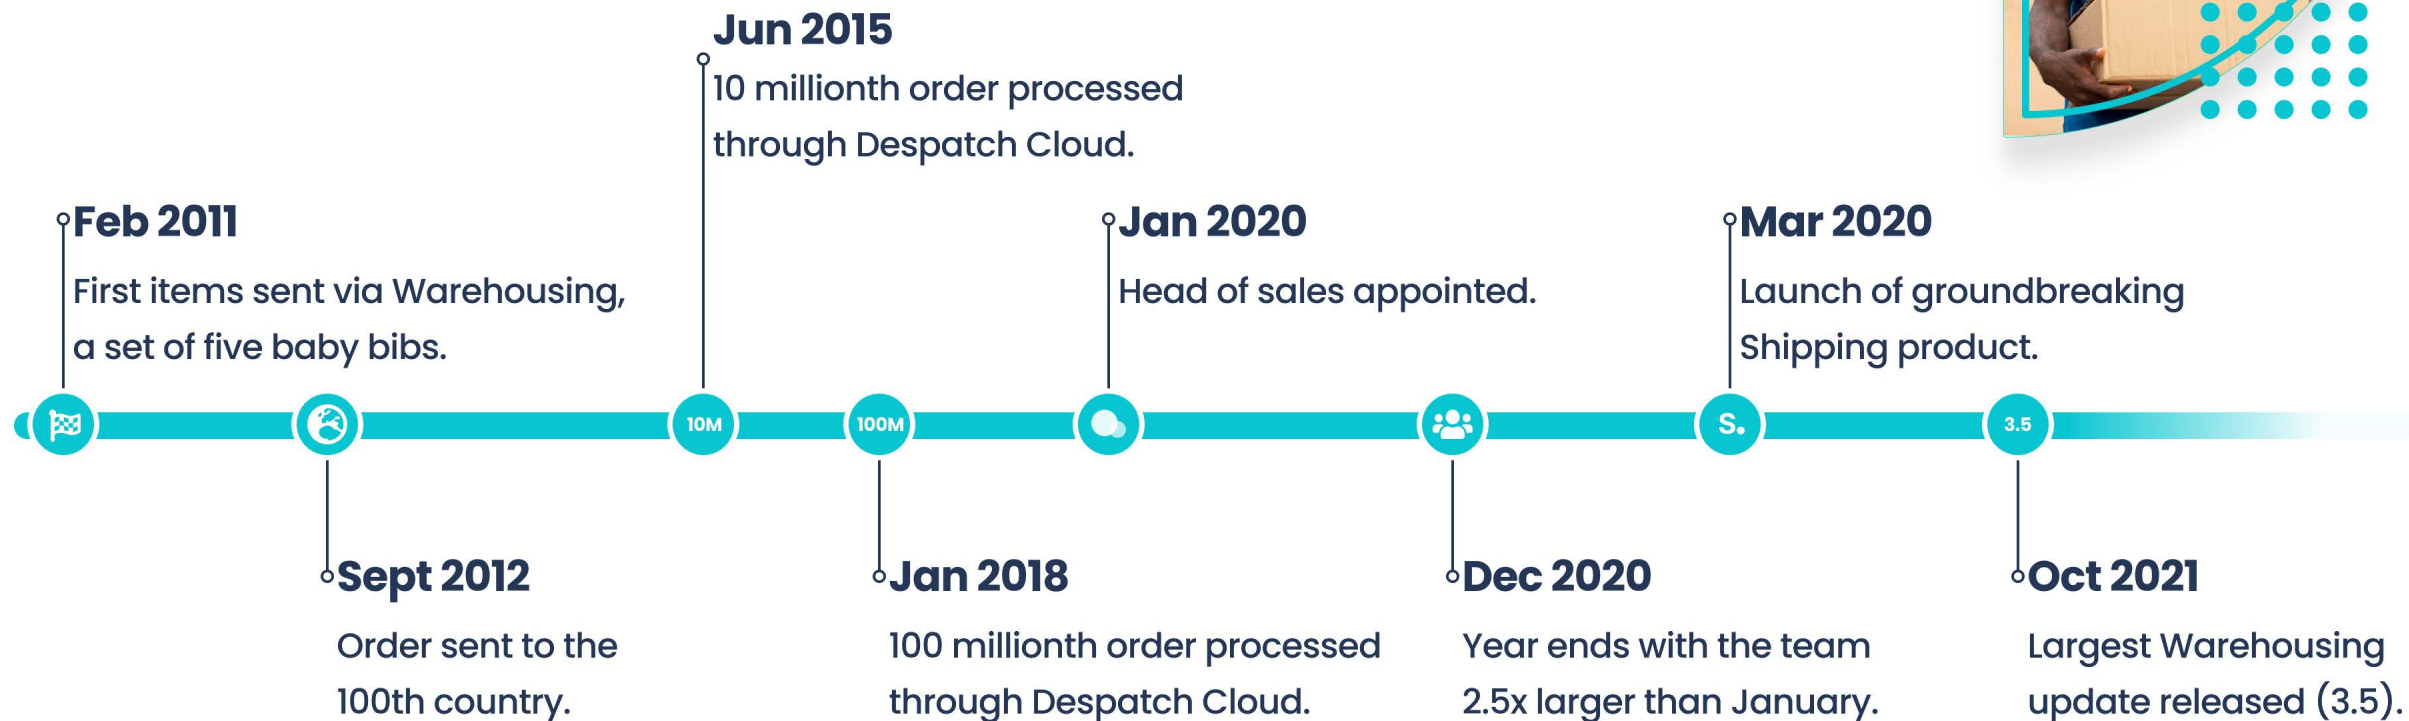 Jun 2015
10 millionth order processed
through Despatch Cloud.
Feb 2011
First items sent via Warehousing,
a set of five baby bibs.
Jan 2020
Head of sales appointed.
Mar 2020
Launch of groundbreaking
Shipping product.
10M
100M
S.
3.5
Sept 2012
Order sent to the
100th country.
Jan 2018
100 millionth order processed
through Despatch Cloud.
Dec 2020
Year ends with the team
2.5x larger than January.
Oct 2021
Largest Warehousing
update released (3.5).